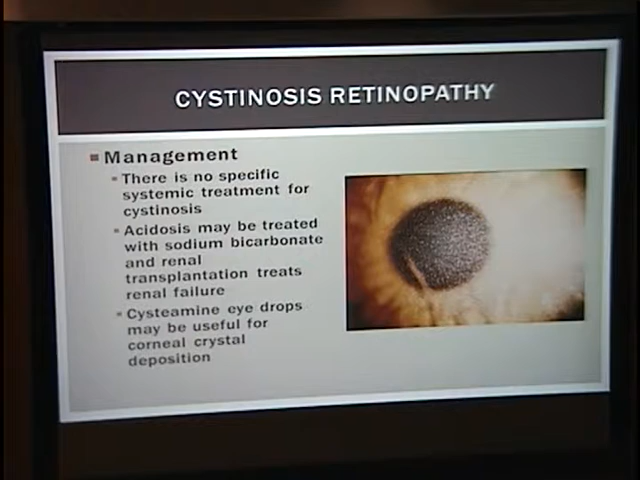 CYSTINOSIS RETINOPATHY
Management
There is no specific
systemic treatment for
cystinosis
Acidosis may be treated
with sodium bicarbonate
and renal
transplantation treats
renal failure
Cysteamine eye drops
may be useful for
corneal crystal
deposition